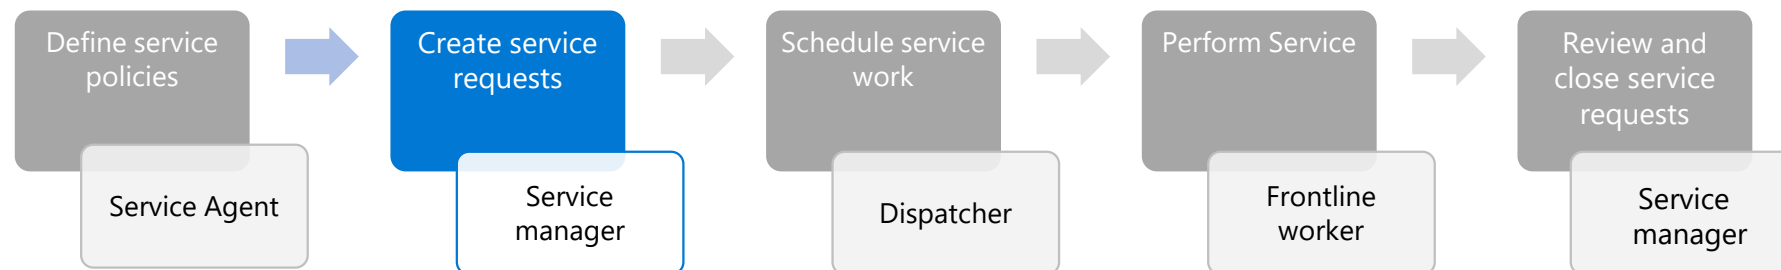 Define service
policies
Service Agent
Create service
requests
Service
manager
Schedule service
work
Dispatcher
Perform Service
Frontline
worker
Review and
close service
requests
Service
manager